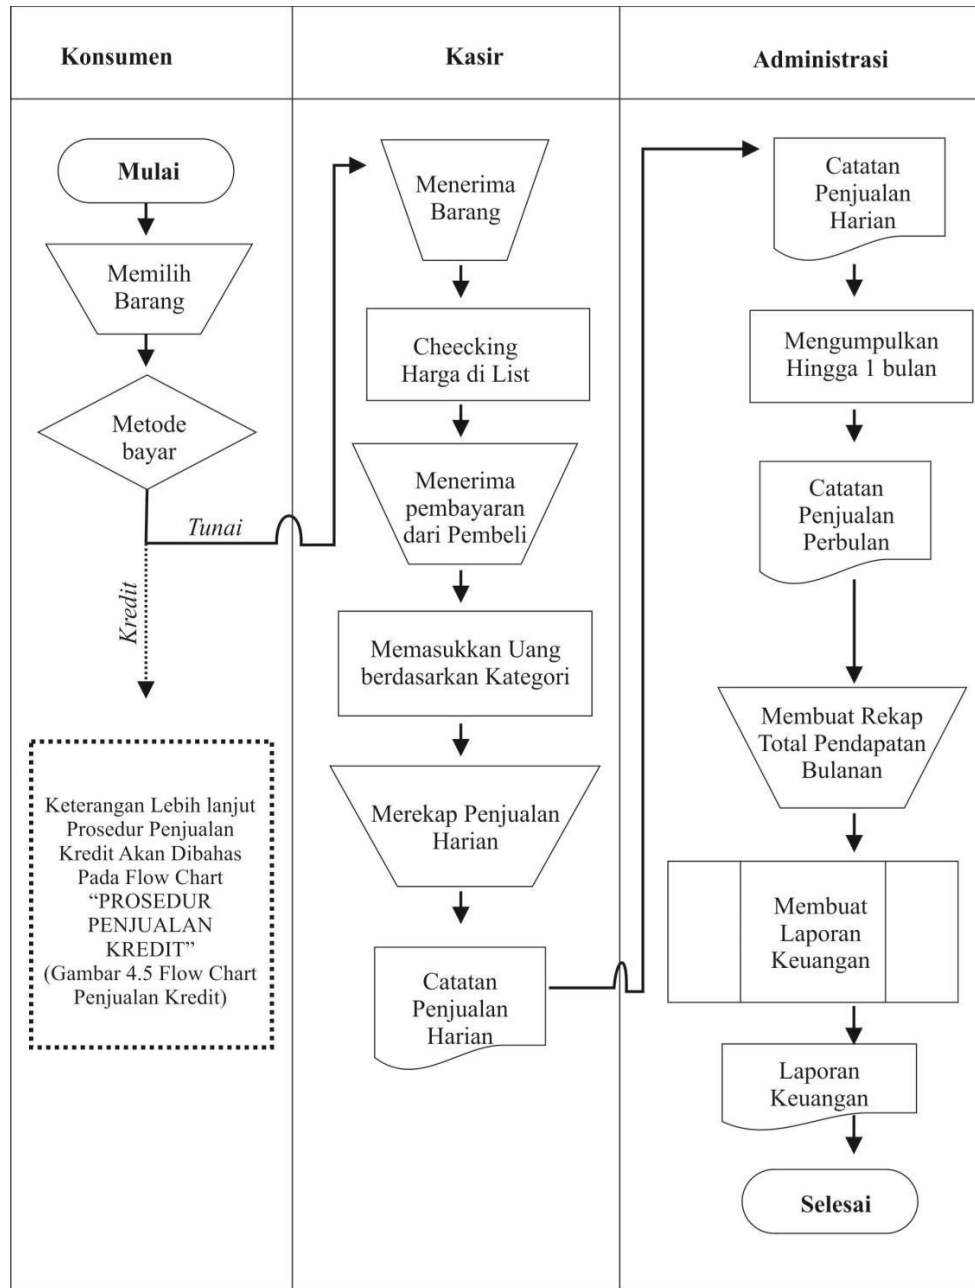 Konsumen
Kasir
Administrasi
Mulai
Memilih
Barang
Metode
bayar
Tunai
Kredit
Keterangan Lebih lanjut
Prosedur Penjualan
Kredit Akan Dibahas
Pada Flow Chart
“PROSEDUR
PENJUALAN
KREDIT”
(Gambar 4.5 Flow Chart
Penjualan Kredit)
Menerima
Barang
Cheecking
Harga di List
Menerima
pembayaran
dari Pembeli
Memasukkan Uang
berdasarkan Kategori
Merekap Penjualan
Harian
Catatan
Penjualan
Harian
Catatan
Penjualan
Harian
Mengumpulkan
Hingga 1 bulan
Catatan
Penjualan
Perbulan
Membuat Rekap
Total Pendapatan
Bulanan
Membuat
Laporan
Keuangan
Laporan
Keuangan
Selesai